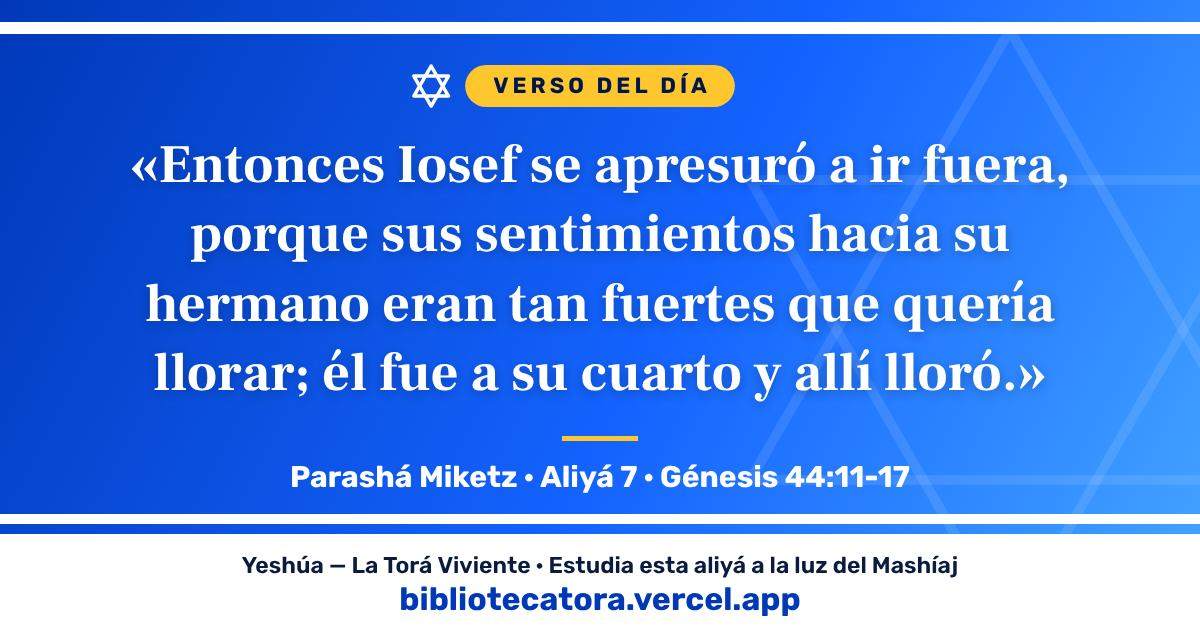 VERSO DEL DÍA
«Entonces Iosef se apresuró a ir fuera,
porque sus sentimientos hacia su
hermano eran tan fuertes que quería
llorar; él fue a su cuarto y allí lloró.»
Parashá Miketz • Aliyá 7 • Génesis 44:11-17
Yeshúa — La Torá Viviente • Estudia esta aliyá a la luz del Mashíaj
bibliotecatora.vercel.app